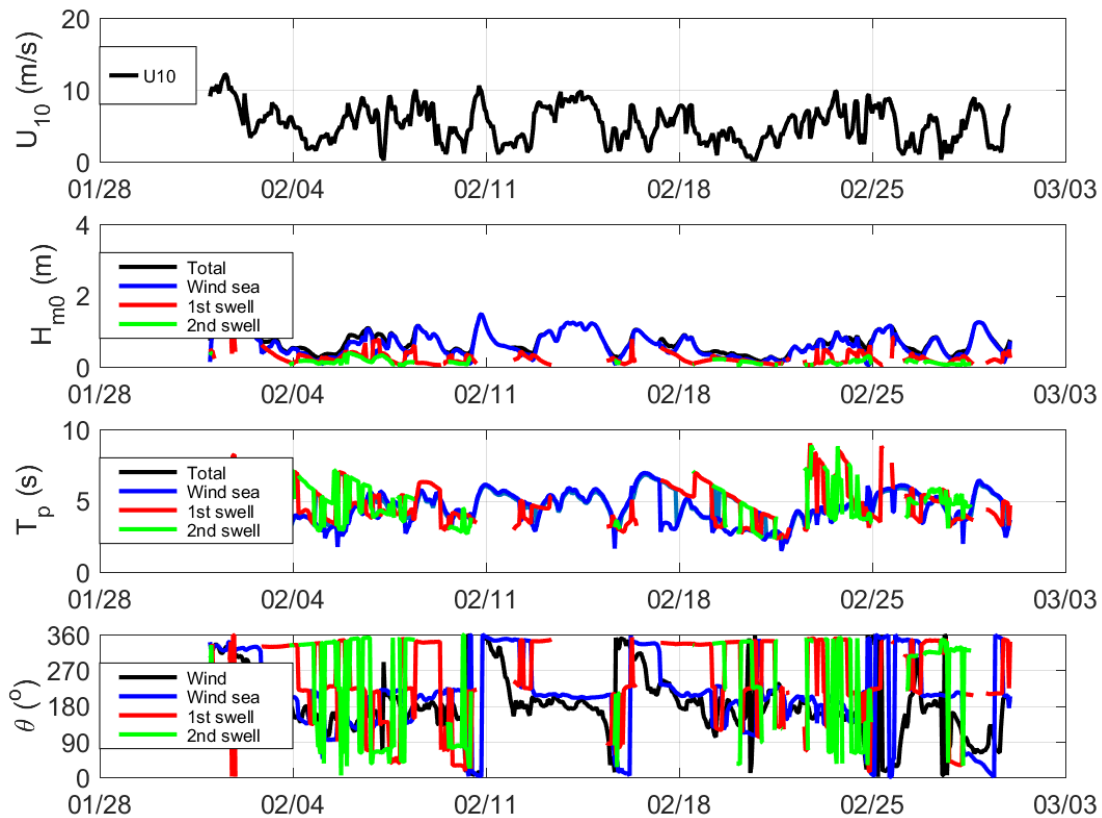 20
10
0
U10 (m/s)
U10
01/28 02/04 02/11 02/18 02/25 03/03
4
2
0
Hm0 (m)
Total
Wind sea
1st swell
2nd swell
01/28 02/04 02/11 02/18 02/25 03/03
10
5
0
Tp (s)
Total
Wind sea
1st swell
2nd swell
01/28 02/04 02/11 02/18 02/25 03/03
360
270
180
90
0
θ (°)
Wind
Wind sea
1st swell
2nd swell
01/28 02/04 02/11 02/18 02/25 03/03